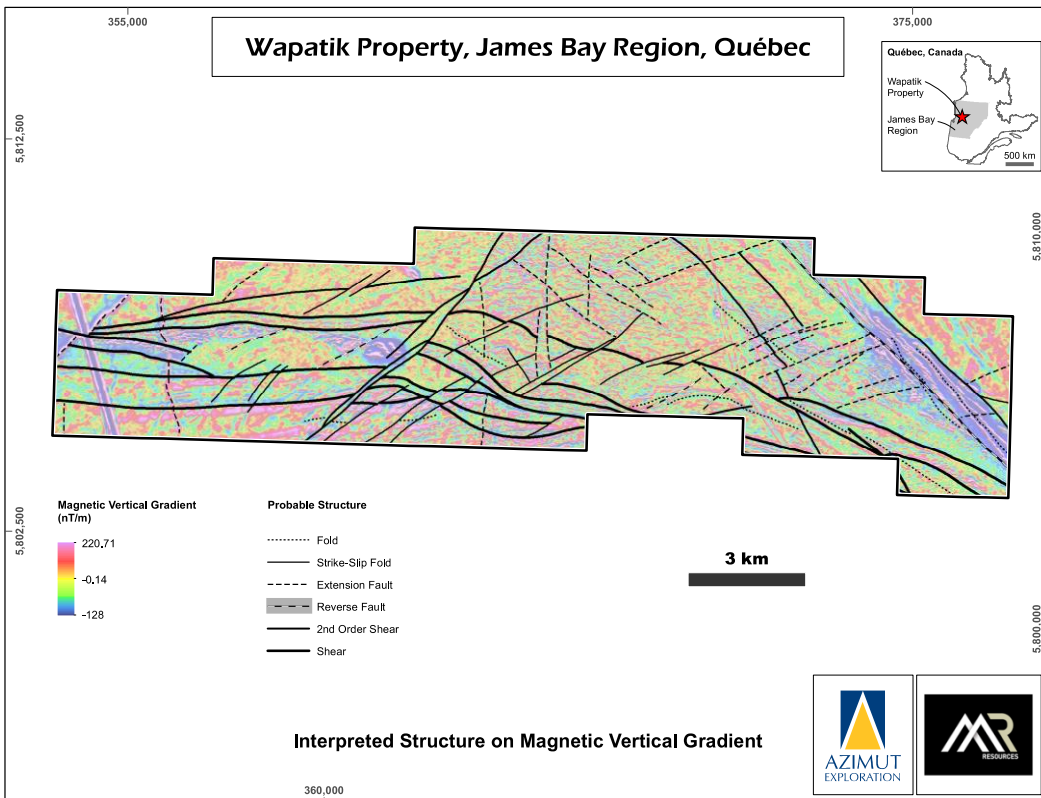 355,000
375,000
Wapatik Property, James Bay Region, Québec
Québec, Canada
Wapatik
Property
James Bay
Region
500 km
5,812,500
5,810,000
Magnetic Vertical Gradient
(nT/m)
220.71
-0.14
-128
Probable Structure
Fold
Strike-Slip Fold
Extension Fault
Reverse Fault
2nd Order Shear
Shear
3 km
5,802,500
5,800,000
Interpreted Structure on Magnetic Vertical Gradient
AZIMUT
EXPLORATION
MR
RESOURCES
360,000